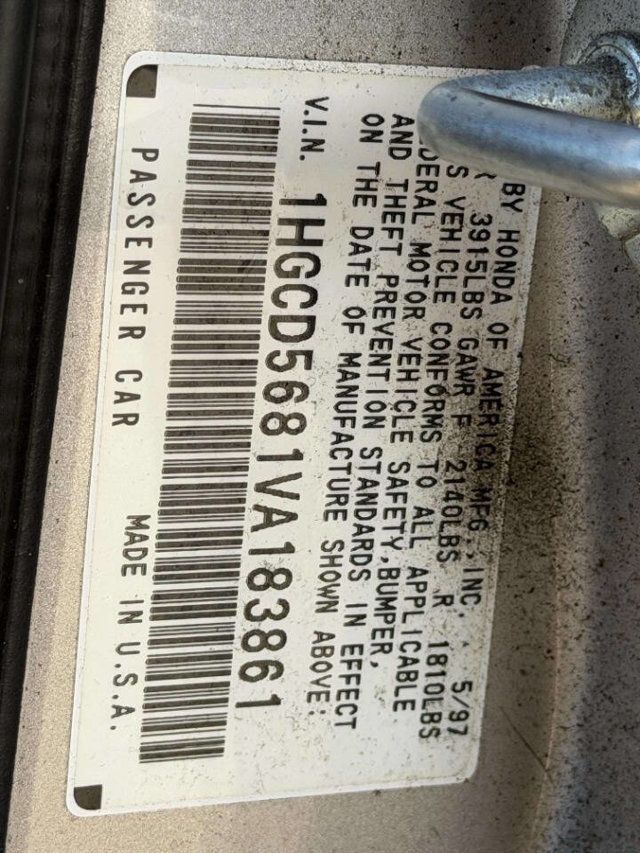 BY HONDA OF AMERICA MFG.,INC. 5/97
3915LBS GAWR F 2140LBS R 1810LBS
VEHICLE CONFORMS TO ALL APPLICABLE
MOTOR VEHICLE SAFETY,BUMPER,
AND THEFT PREVENTION STANDARDS IN EFFECT
ON THE DATE OF MANUFACTURE SHOWN ABOVE:
V.I.N. 1HGCD5681VA183861
PASSENGER CAR MADE IN U.S.A.